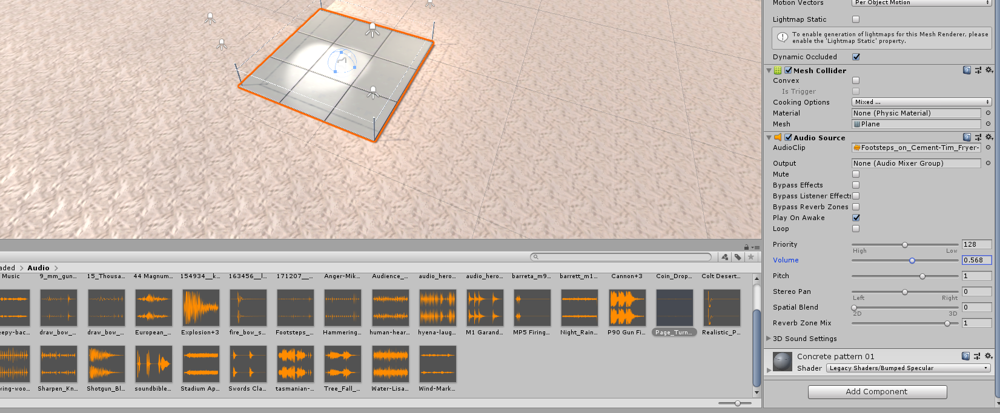 Motion Vectors
Per Object Motion
Lightmap Static
To enable generation of lightmaps for this Mesh Renderer, please
enable the 'Lightmap Static' property.
Dynamic Occluded
Mesh Collider
Convex
Is Trigger
Cooking Options
Mixed ...
Material
None (Physic Material)
Mesh
Plane
Audio Source
AudioClip
Footsteps_on_Cement-Tim_Fryer-
Output
None (Audio Mixer Group)
Mute
Bypass Effects
Bypass Listener Effects
Bypass Reverb Zones
Play On Awake
Loop
Priority
128
High
Low
Volume
0.568
Pitch
1
Stereo Pan
0
Left
Right
Spatial Blend
0
2D
3D
Reverb Zone Mix
1
3D Sound Settings
Concrete pattern 01
Shader
Legacy Shaders/Bumped Specular
Add Component
aded > Audio >
Music 9_mm_gun... 15_Thousa... 44 Magnum... 154934__k... 163456__l... 171207__... Anger-Mik... Audience_... audio_hero... audio_hero... barreta_m9... barrett_m1... Cannon+3 Coin_Drop... Colt Desert...
eepy-bac... draw_bow_... draw_bow_... European_... Explosion+3 fire_bow_s... Footsteps_... Hammering... human-hear... hyena-laug... M1 Garand... MP5 Firing... Night_Rain... P90 Gun Fi... Page_Turn... Realistic_P...
wing-woo... Sharpen_Kn... Shotgun_Bl... soundbible... Stadium Ap... Swords Cla... tasmanian-... Tree_Fall_... Water-Lisa... Wind-Mark...